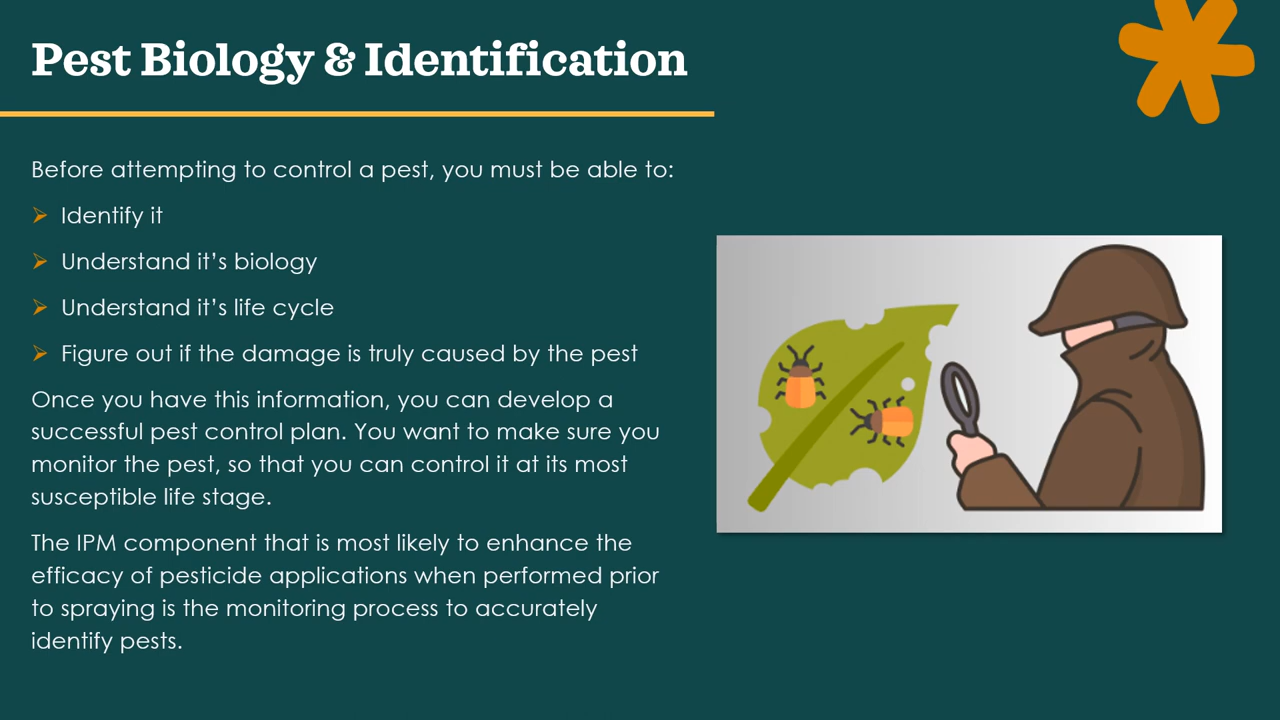 Pest Biology & Identification
Before attempting to control a pest, you must be able to:
➢ Identify it
➢ Understand it’s biology
➢ Understand it’s life cycle
➢ Figure out if the damage is truly caused by the pest
Once you have this information, you can develop a
successful pest control plan. You want to make sure you
monitor the pest, so that you can control it at its most
susceptible life stage.
The IPM component that is most likely to enhance the
efficacy of pesticide applications when performed prior
to spraying is the monitoring process to accurately
identify pests.